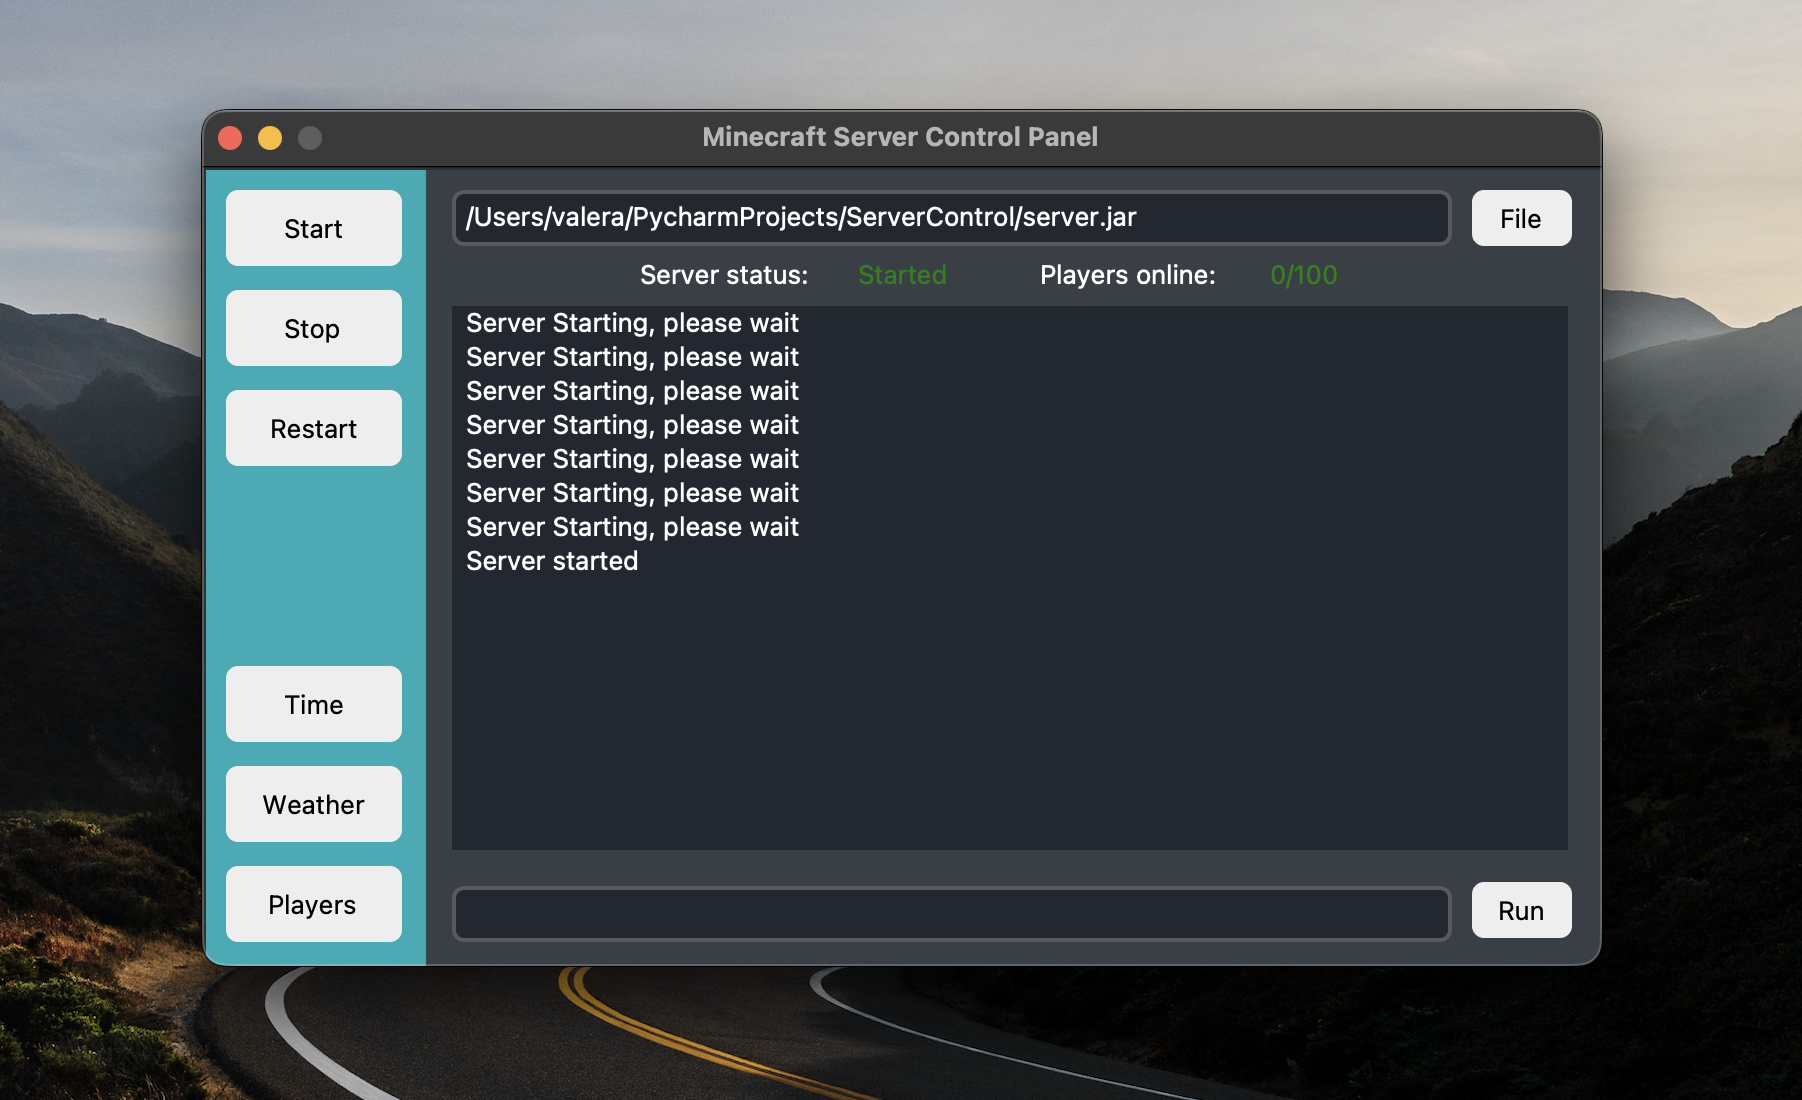 Minecraft Server Control Panel
Start
Stop
Restart
Time
Weather
Players
/Users/valera/PycharmProjects/ServerControl/server.jar
File
Server status: Started Players online: 0/100
Server Starting, please wait
Server Starting, please wait
Server Starting, please wait
Server Starting, please wait
Server Starting, please wait
Server Starting, please wait
Server Starting, please wait
Server started
Run